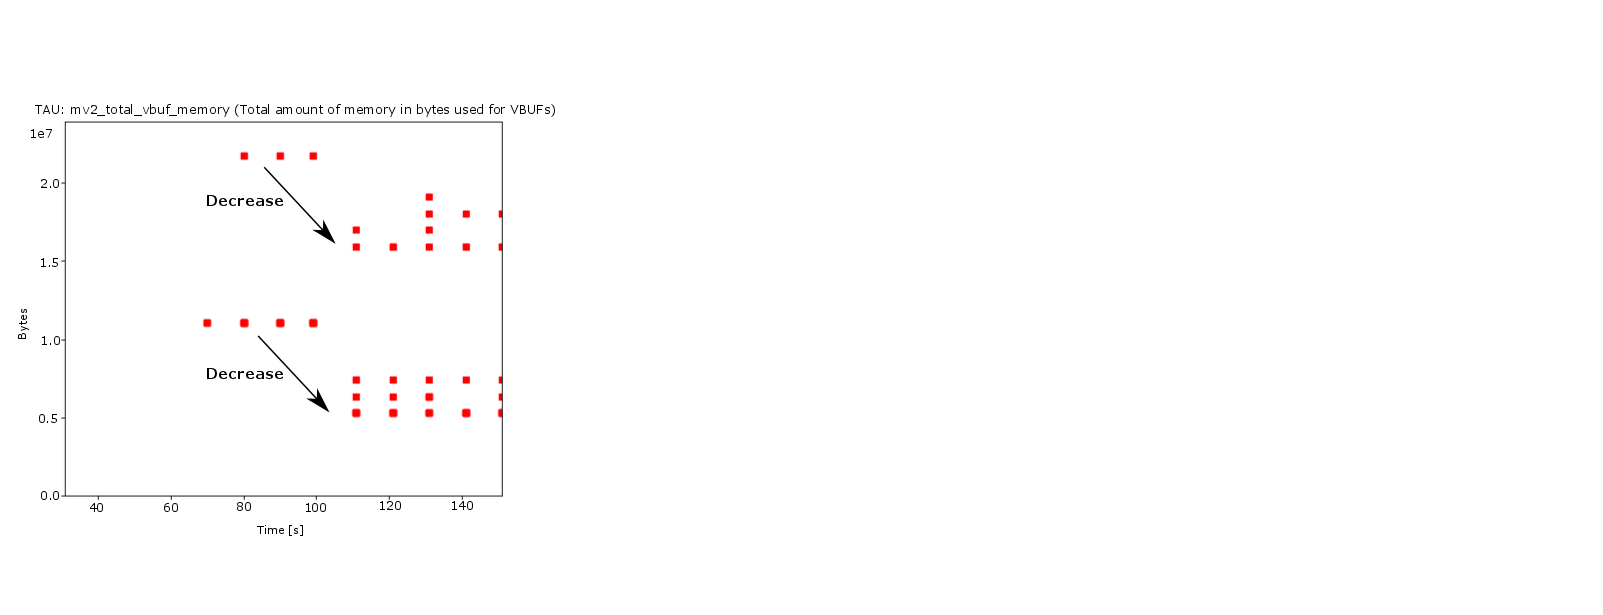 TAU: mv2_total_vbuf_memory (Total amount of memory in bytes used for VBUFs)
1e7
2.0
Decrease
1.5
Bytes
1.0
Decrease
0.5
0.0
40 60 80 100 120 140
Time [s]